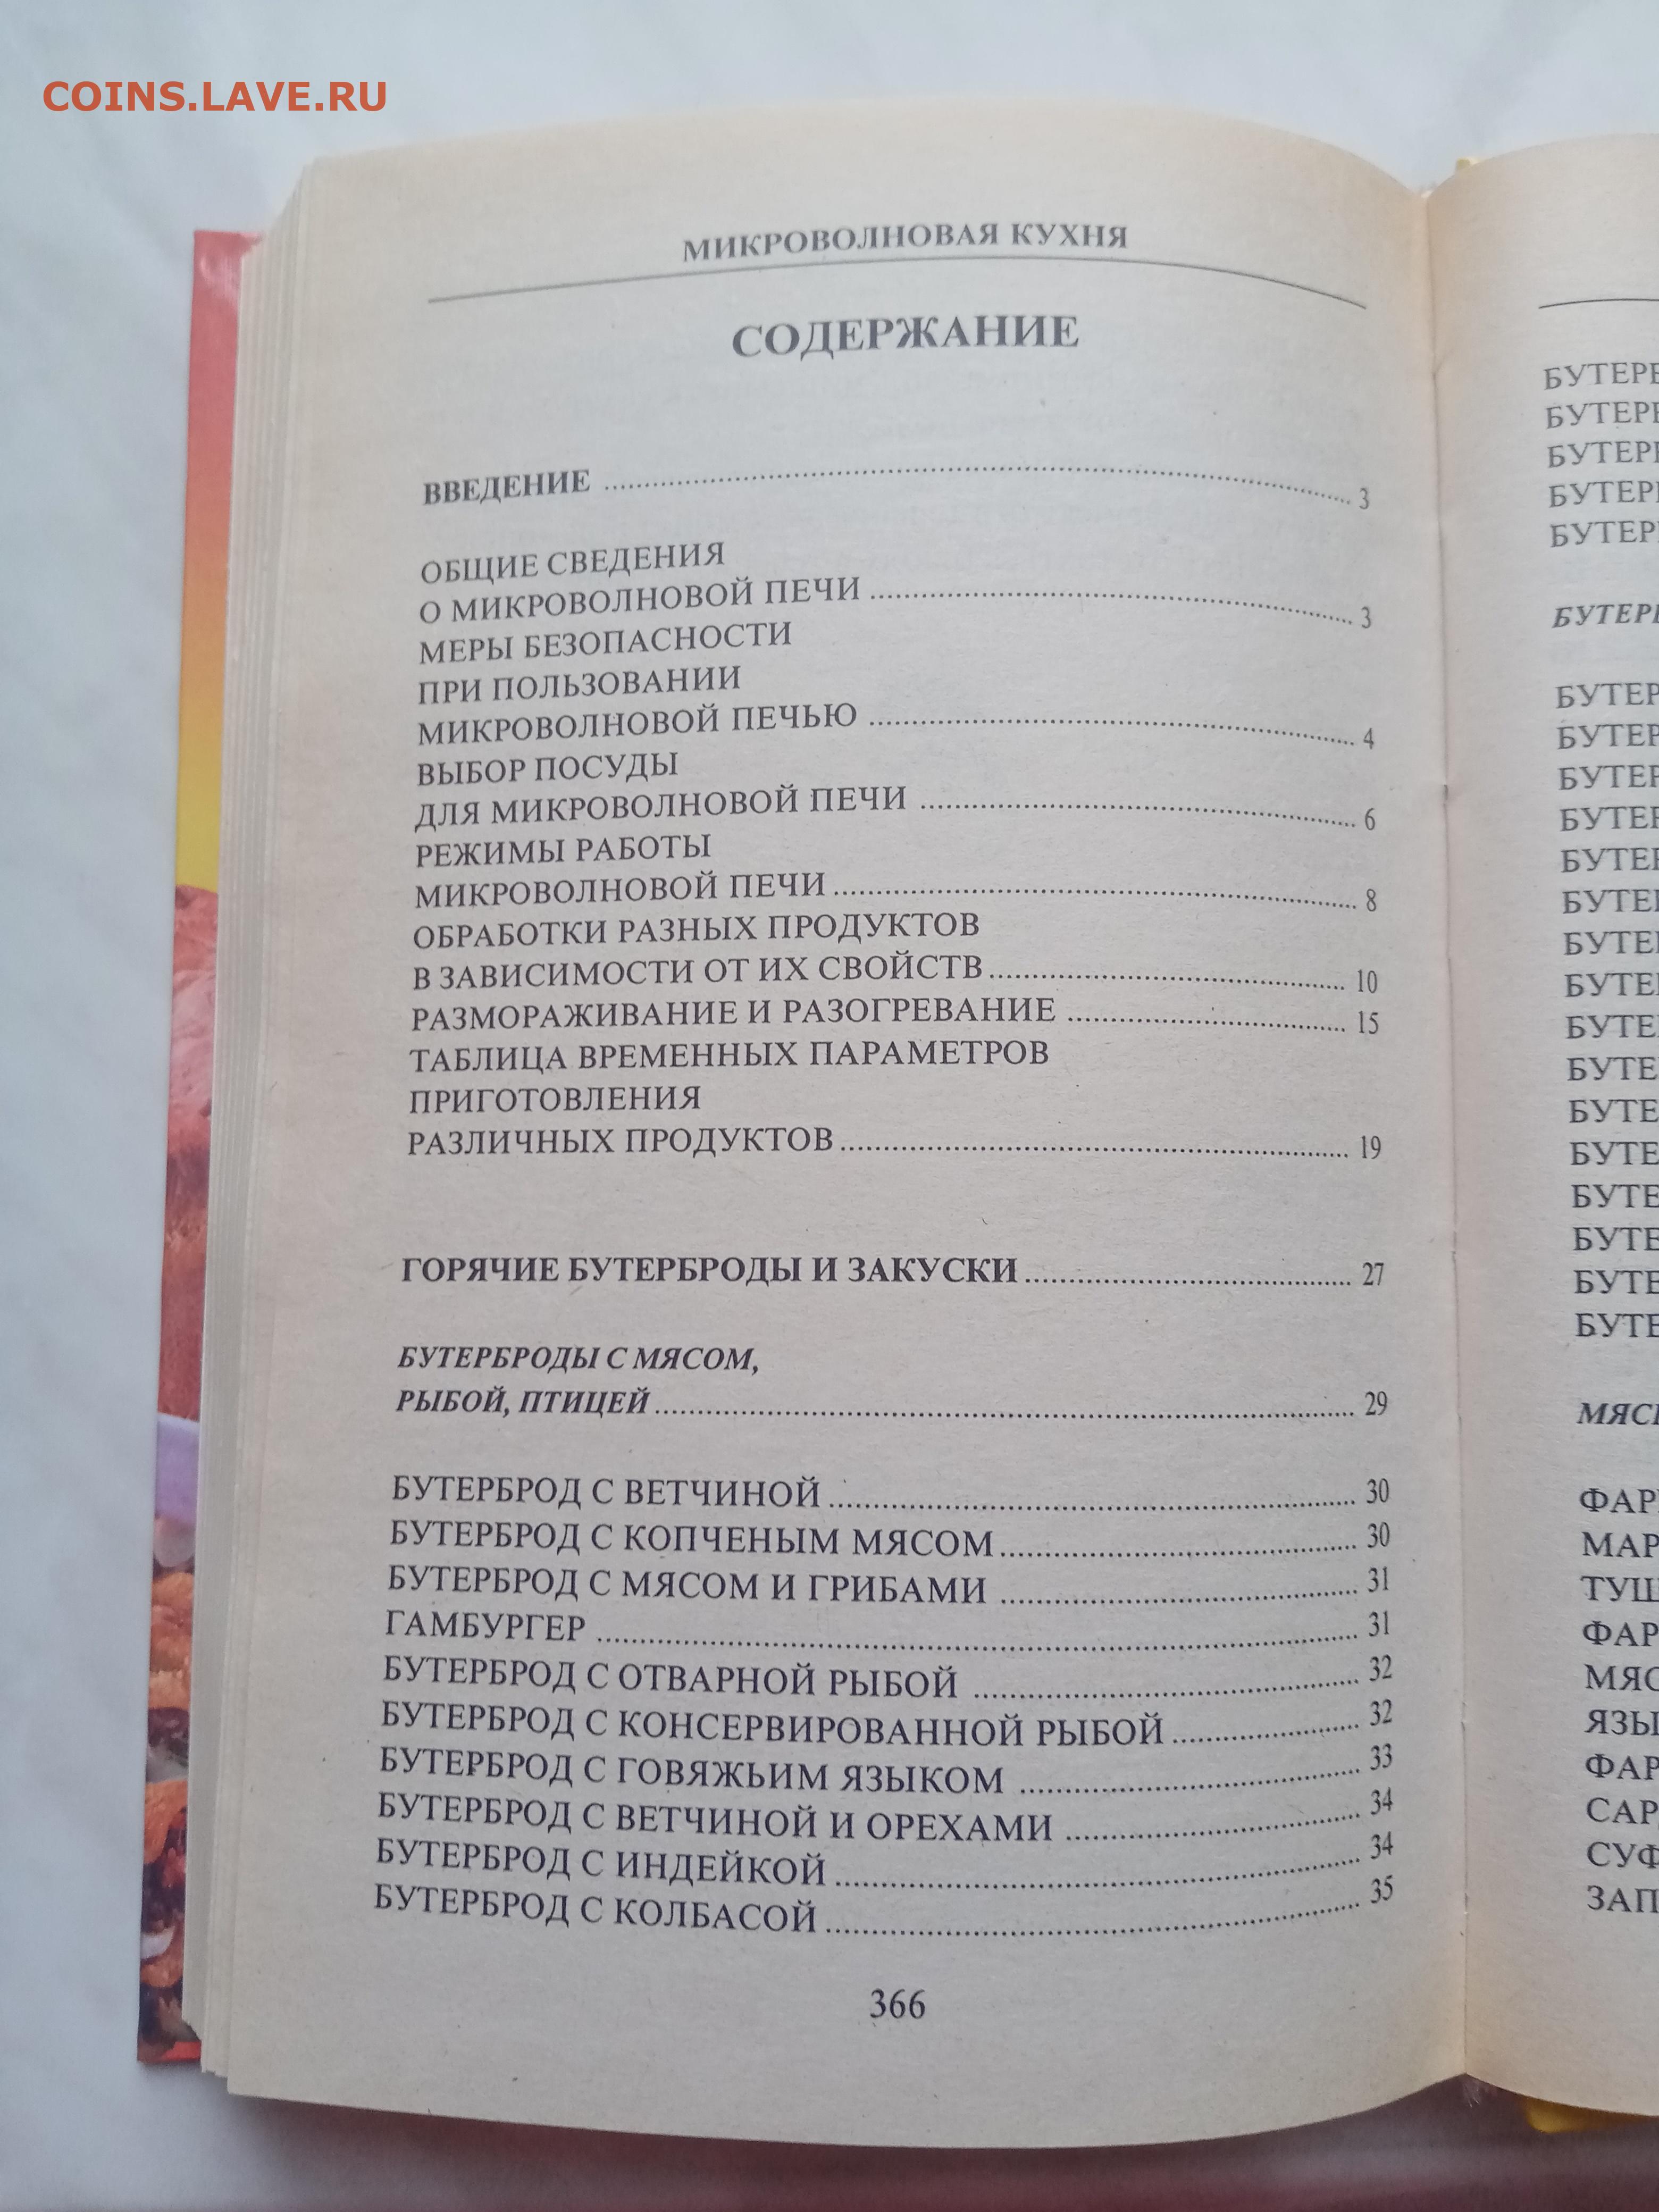 COINS.LAVE.RU
МИКРОВОЛНОВАЯ КУХНЯ
СОДЕРЖАНИЕ
ВВЕДЕНИЕ ........ 3
ОБЩИЕ СВЕДЕНИЯ
О МИКРОВОЛНОВОЙ ПЕЧИ ........ 3
МЕРЫ БЕЗОПАСНОСТИ
ПРИ ПОЛЬЗОВАНИИ
МИКРОВОЛНОВОЙ ПЕЧЬЮ ........ 4
ВЫБОР ПОСУДЫ
ДЛЯ МИКРОВОЛНОВОЙ ПЕЧИ ........ 6
РЕЖИМЫ РАБОТЫ
МИКРОВОЛНОВОЙ ПЕЧИ ........ 8
ОБРАБОТКИ РАЗНЫХ ПРОДУКТОВ
В ЗАВИСИМОСТИ ОТ ИХ СВОЙСТВ ........ 10
РАЗМОРАЖИВАНИЕ И РАЗОГРЕВАНИЕ ........ 15
ТАБЛИЦА ВРЕМЕННЫХ ПАРАМЕТРОВ
ПРИГОТОВЛЕНИЯ
РАЗЛИЧНЫХ ПРОДУКТОВ ........ 19
ГОРЯЧИЕ БУТЕРБРОДЫ И ЗАКУСКИ ........ 27
БУТЕРБРОДЫ С МЯСОМ,
РЫБОЙ, ПТИЦЕЙ ........ 29
БУТЕРБРОД С ВЕТЧИНОЙ ........ 30
БУТЕРБРОД С КОПЧЕНЫМ МЯСОМ ........ 30
БУТЕРБРОД С МЯСОМ И ГРИБАМИ ........ 31
ГАМБУРГЕР ........ 31
БУТЕРБРОД С ОТВАРНОЙ РЫБОЙ ........ 32
БУТЕРБРОД С КОНСЕРВИРОВАННОЙ РЫБОЙ ........ 32
БУТЕРБРОД С ГОВЯЖЬИМ ЯЗЫКОМ ........ 33
БУТЕРБРОД С ВЕТЧИНОЙ И ОРЕХАМИ ........ 34
БУТЕРБРОД С ИНДЕЙКОЙ ........ 34
БУТЕРБРОД С КОЛБАСОЙ ........ 35
366